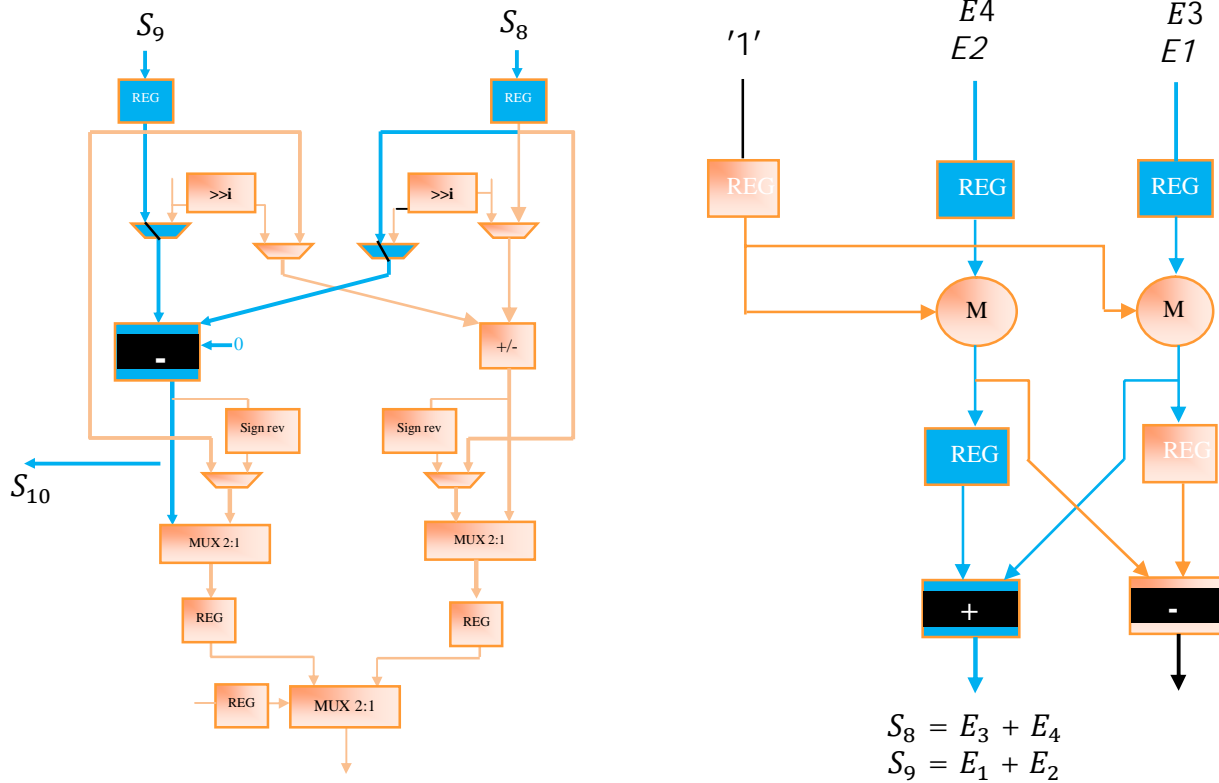 S₉
S₈
REG
REG
>>i
>>i
-
0
+/-
Sign rev
Sign rev
S₁₀
MUX 2:1
MUX 2:1
REG
REG
REG
MUX 2:1
'1'
E4
E2
E3
E1
REG
REG
REG
M
M
REG
REG
+
-
S₈ = E₃ + E₄
S₉ = E₁ + E₂